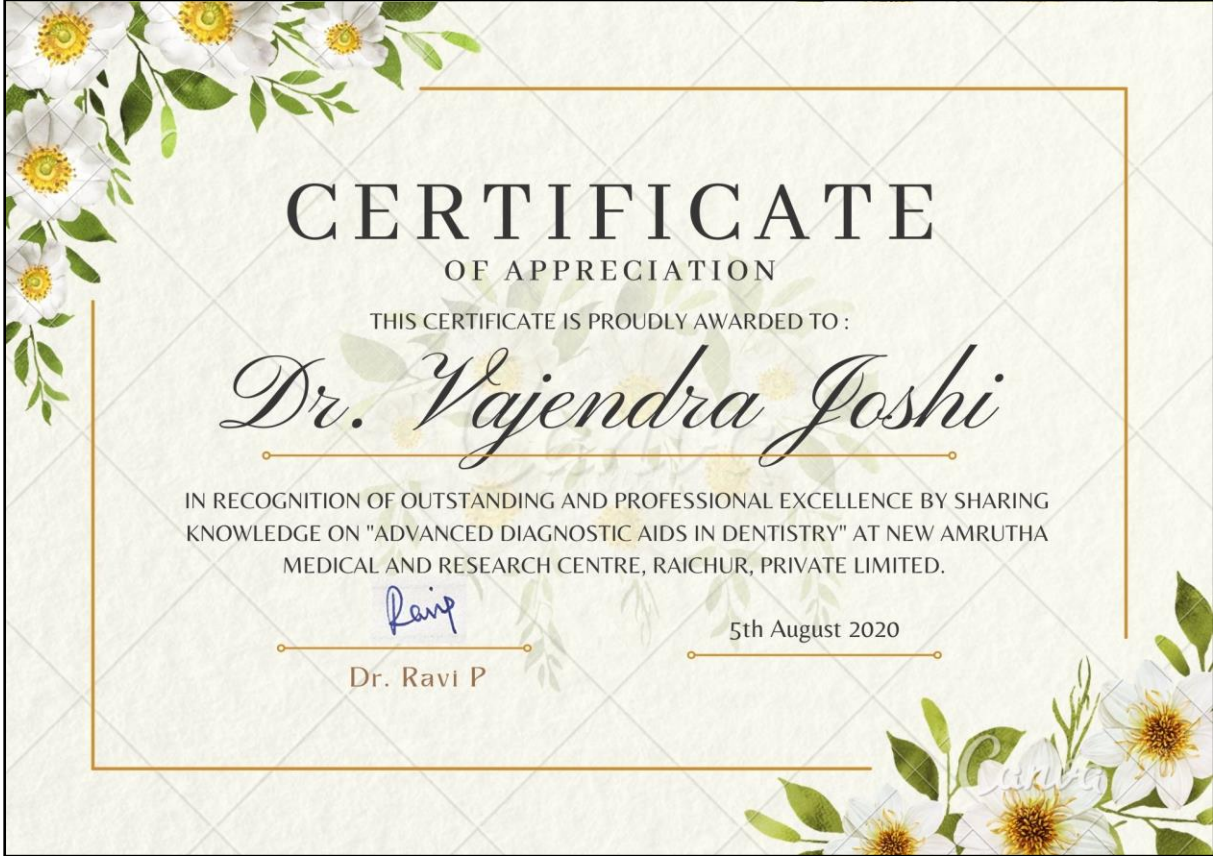 CERTIFICATE
OF APPRECIATION
THIS CERTIFICATE IS PROUDLY AWARDED TO :
Dr. Vajendra Joshi
IN RECOGNITION OF OUTSTANDING AND PROFESSIONAL EXCELLENCE BY SHARING
KNOWLEDGE ON "ADVANCED DIAGNOSTIC AIDS IN DENTISTRY" AT NEW AMRUTHA
MEDICAL AND RESEARCH CENTRE, RAICHUR, PRIVATE LIMITED.
Ravip
5th August 2020
Dr. Ravi P
Canva